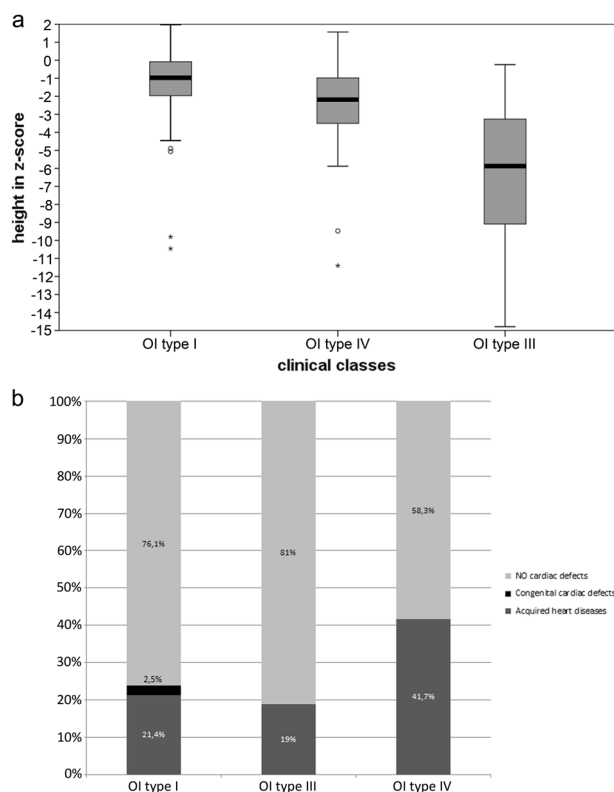 a
2
1
0
-1
-2
-3
-4
-5
-6
-7
-8
-9
-10
-11
-12
-13
-14
-15
height in z-score
OI type I OI type IV OI type III
clinical classes
b
100%
90%
80%
70%
60%
50%
40%
30%
20%
10%
0%
76,1% 81% 58,3%
2,5%
21,4% 19% 41,7%
NO cardiac defects
Congenital cardiac defects
Acquired heart diseases
OI type I OI type III OI type IV